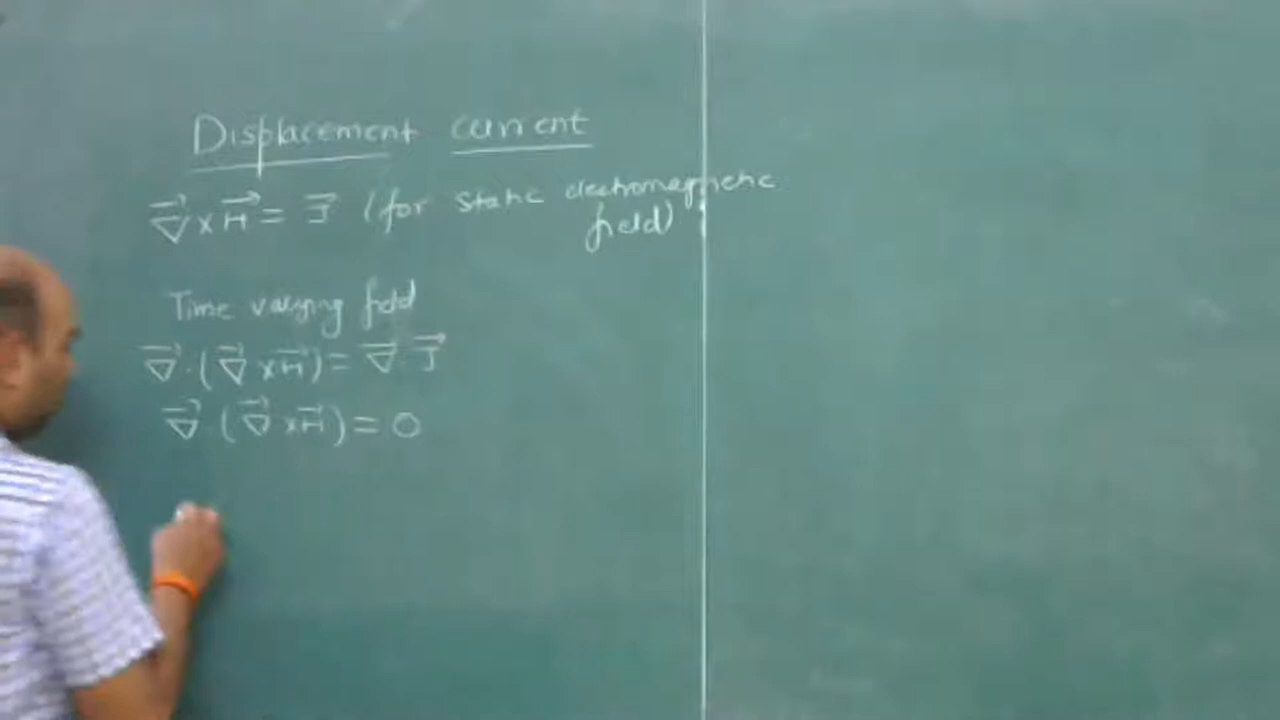 Displacement current
∇⃗ × H⃗ = J⃗ (for static electromagnetic
field)
Time varying field
∇⃗ · (∇⃗ × H⃗) = ∇⃗ · J⃗
∇⃗ (∇⃗ × H⃗) = 0